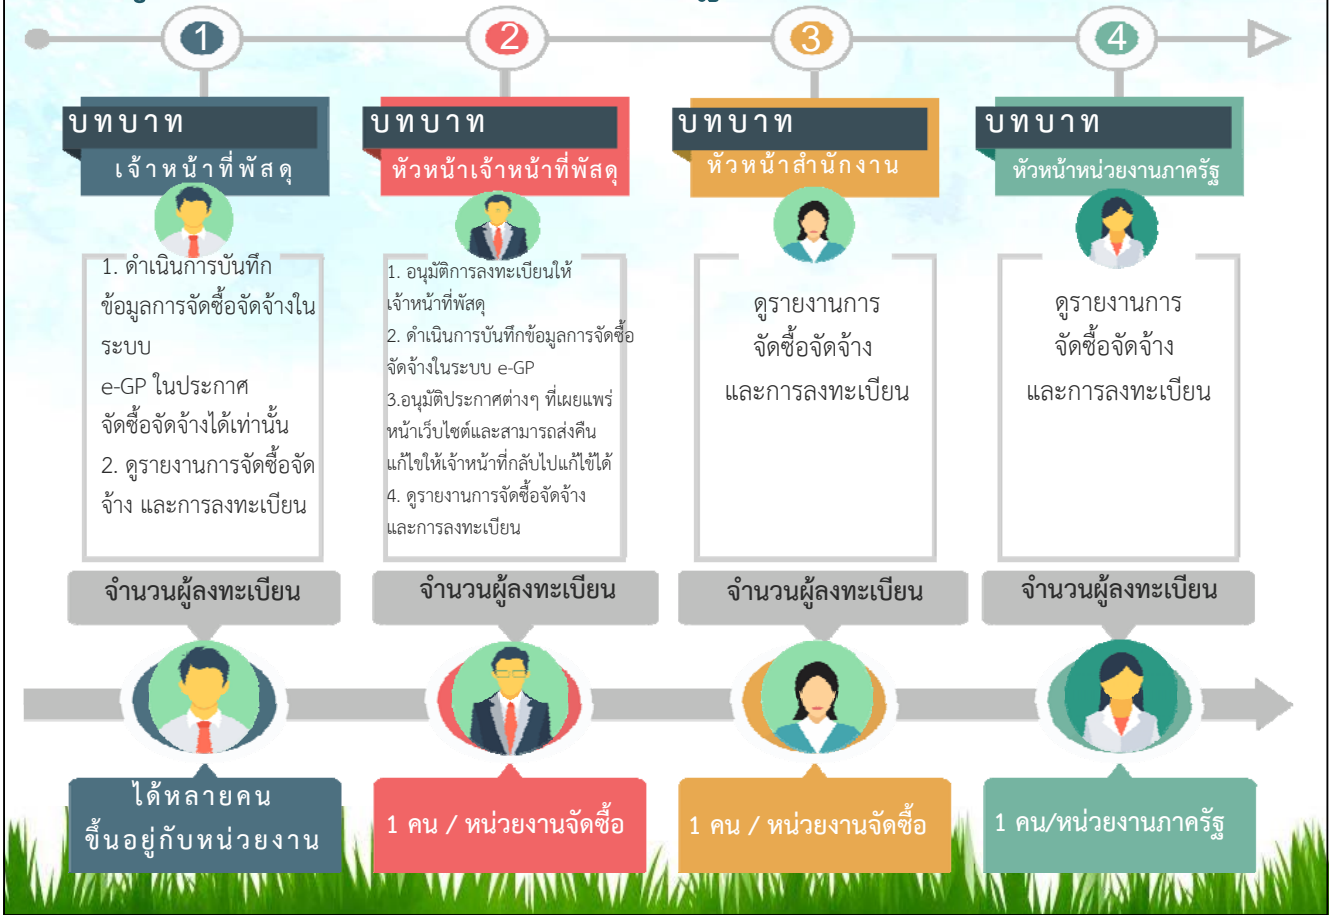 1
2
3
4
บทบาท
เจ้าหน้าที่พัสดุ
บทบาท
หัวหน้าเจ้าหน้าที่พัสดุ
บทบาท
หัวหน้าสำนักงาน
บทบาท
หัวหน้าหน่วยงานภาครัฐ
1. ดำเนินการบันทึก
ข้อมูลการจัดซื้อจัดจ้างใน
ระบบ
e-GP ในประกาศ
จัดซื้อจัดจ้างได้เท่านั้น
2. ดูรายงานการจัดซื้อจัด
จ้าง และการลงทะเบียน
1. อนุมัติการลงทะเบียนให้
เจ้าหน้าที่พัสดุ
2. ดำเนินการบันทึกข้อมูลการจัดซื้อ
จัดจ้างในระบบ e-GP
3.อนุมัติประกาศต่างๆ ที่เผยแพร่
หน้าเว็บไซต์และสามารถส่งคืน
แก้ไขให้เจ้าหน้าที่กลับไปแก้ไข้ได้
4. ดูรายงานการจัดซื้อจัดจ้าง
และการลงทะเบียน
ดูรายงานการ
จัดซื้อจัดจ้าง
และการลงทะเบียน
ดูรายงานการ
จัดซื้อจัดจ้าง
และการลงทะเบียน
จำนวนผู้ลงทะเบียน
จำนวนผู้ลงทะเบียน
จำนวนผู้ลงทะเบียน
จำนวนผู้ลงทะเบียน
ได้หลายคน
ขึ้นอยู่กับหน่วยงาน
1 คน / หน่วยงานจัดซื้อ
1 คน / หน่วยงานจัดซื้อ
1 คน/หน่วยงานภาครัฐ